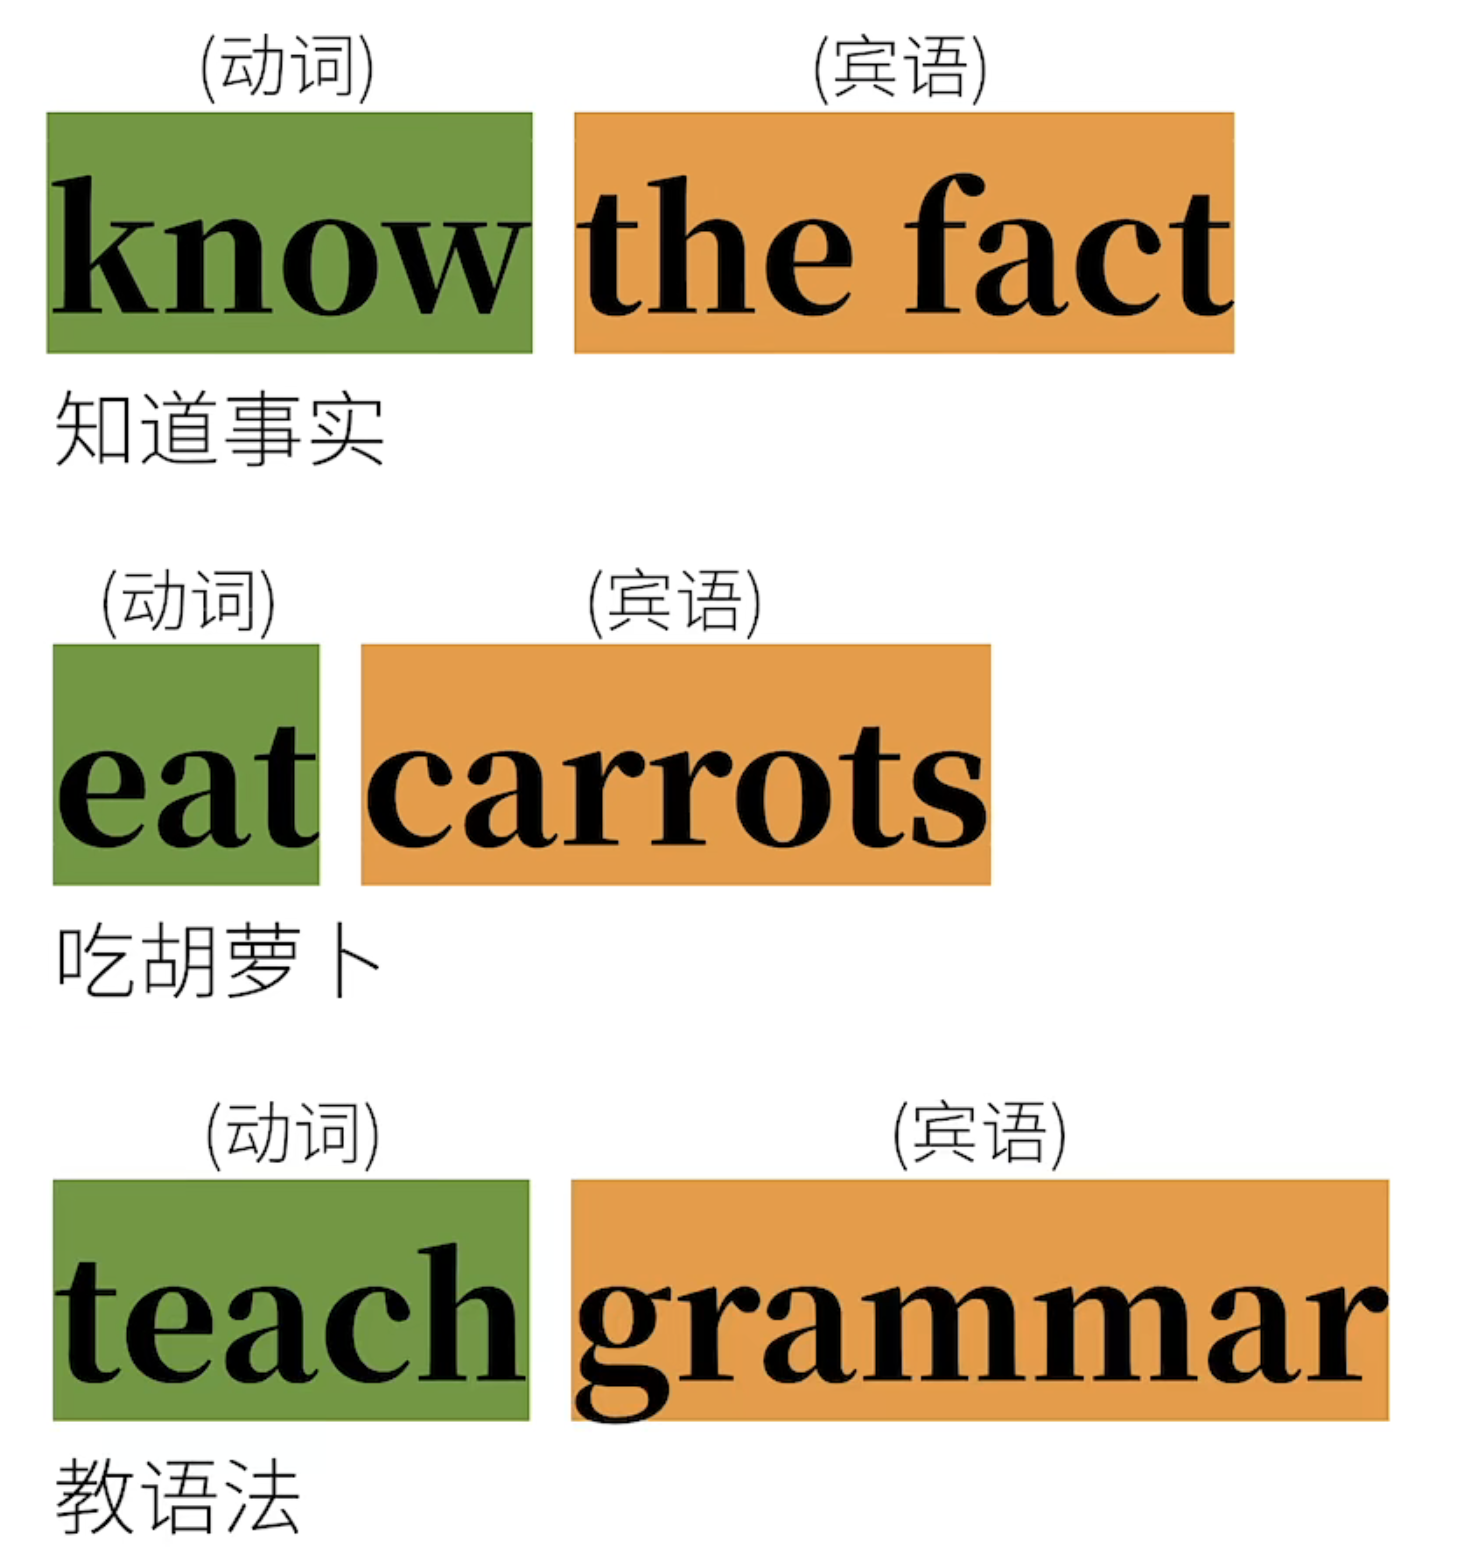 (动词) (宾语)
know the fact
知道事实
(动词) (宾语)
eat carrots
吃胡萝卜
(动词) (宾语)
teach grammar
教语法